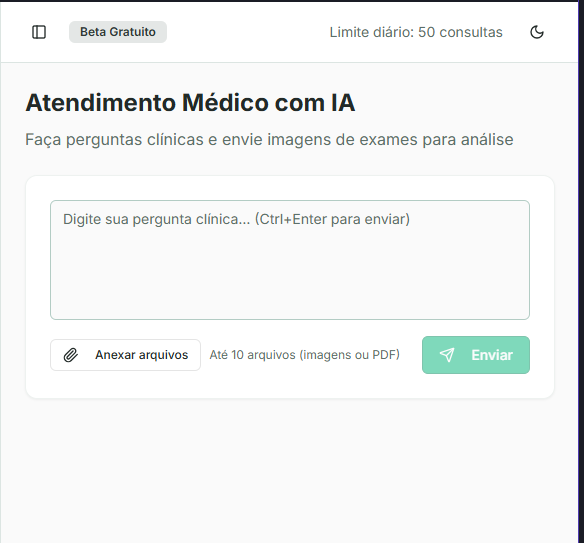 Beta Gratuito
Limite diário: 50 consultas
Atendimento Médico com IA
Faça perguntas clínicas e envie imagens de exames para análise
Digite sua pergunta clínica... (Ctrl+Enter para enviar)
Anexar arquivos
Até 10 arquivos (imagens ou PDF)
Enviar